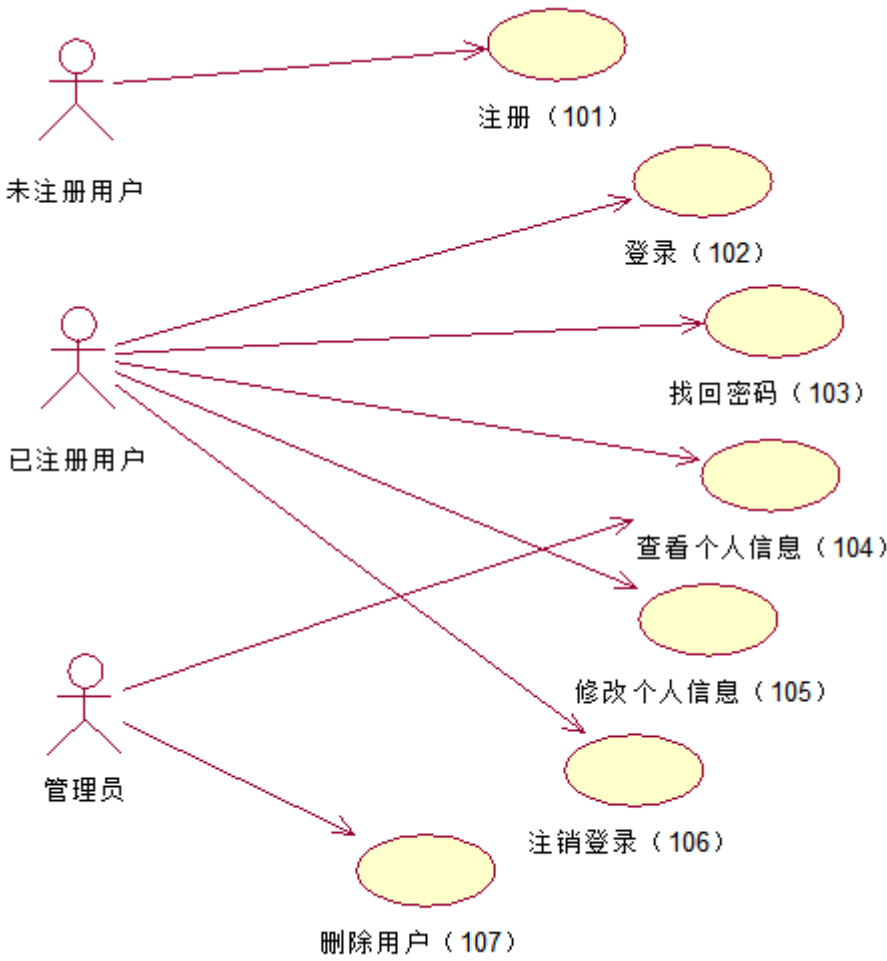 注册（101）
未注册用户
登录（102）
找回密码（103）
已注册用户
查看个人信息（104）
修改个人信息（105）
管理员
注销登录（106）
删除用户（107）